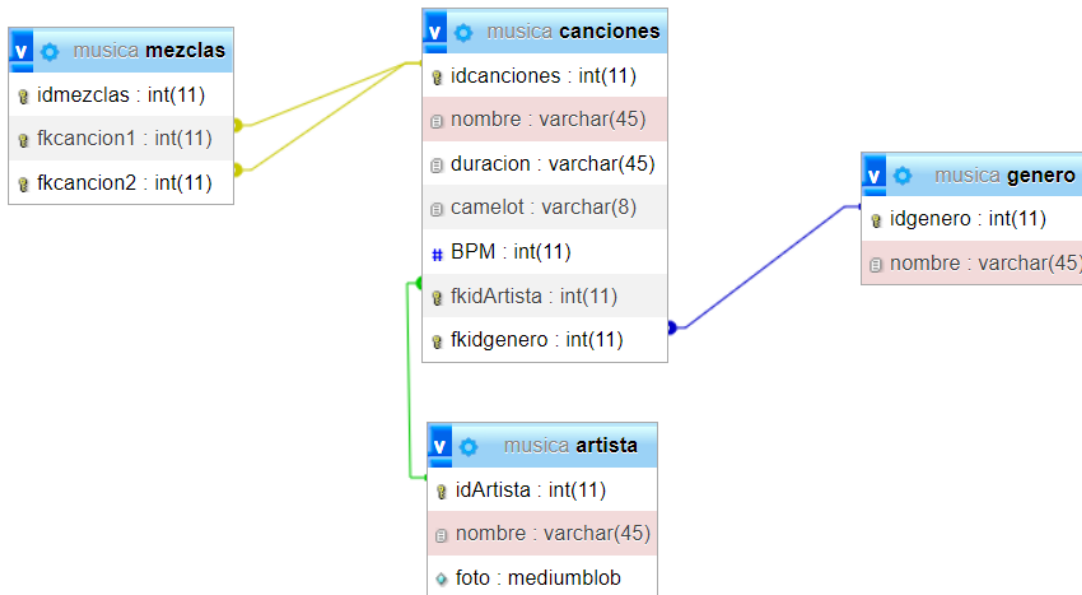 v musica mezclas
idmezclas : int(11)
fkcancion1 : int(11)
fkcancion2 : int(11)
v musica canciones
idcanciones : int(11)
nombre : varchar(45)
duracion : varchar(45)
camelot : varchar(8)
# BPM : int(11)
fkidArtista : int(11)
fkidgenero : int(11)
v musica genero
idgenero : int(11)
nombre : varchar(45)
v musica artista
idArtista : int(11)
nombre : varchar(45)
foto : mediumblob